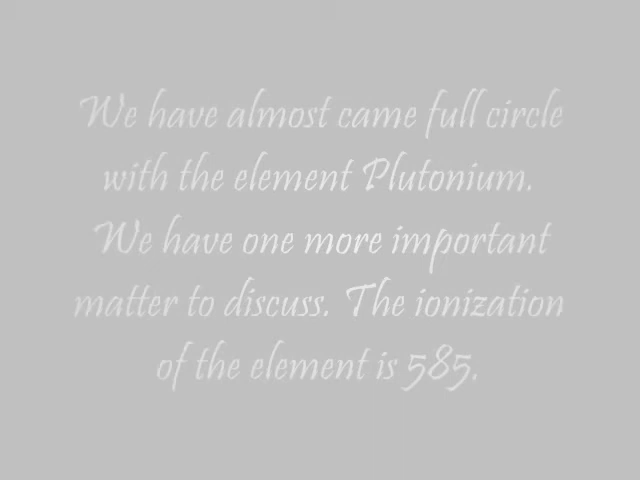 We have almost came full circle
with the element Plutonium.
We have one more important
matter to discuss. The ionization
of the element is 585.